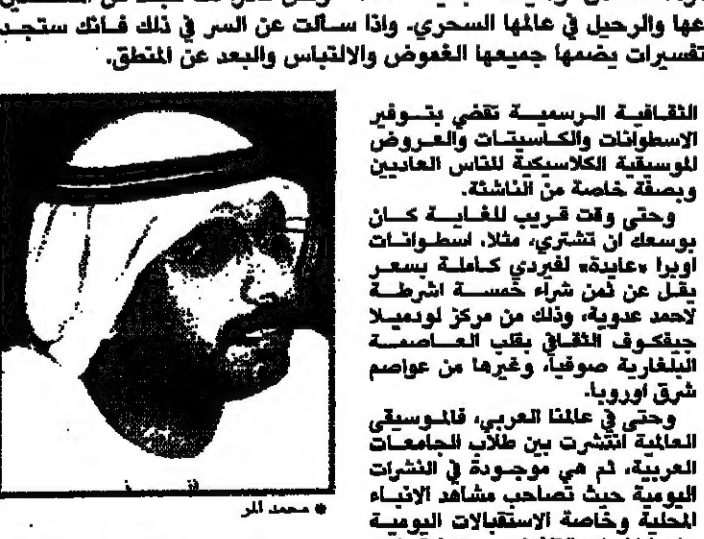 عها والرحيل في عالمها السحري. واذا سألت عن السر في ذلك فانك ستجد
تفسيرات يضمها جميعها الغموض والالتباس والبعد عن المنطق.
الثقافية الرسمية تقضي بتوفير
الاسطوانات والكاسيتات والعروض
الموسيقية الكلاسيكية للناس العاديين
وبصفة خاصة من الناشئة.
وحتى وقت قريب للغاية كان
بوسعك ان تشتري، مثلا، اسطوانات
اوبرا «عايدة» لفيردي كاملة بسعر
يقل عن ثمن شراء خمسة اشرطة
لاحمد عدوية، وذلك من مركز لودميلا
جيفكوف الثقافي بقلب العاصمة
البلغارية صوفيا، وغيرها من عواصم
شرق اوروبا.
وحتى في عالمنا العربي، فالموسيقى
العالمية انتشرت بين طلاب الجامعات
العربية، ثم هي موجودة في النشرات
اليومية حيث تصاحب مشاهد الانباء
المحلية وخاصة الاستقبالات اليومية
* محمد المر